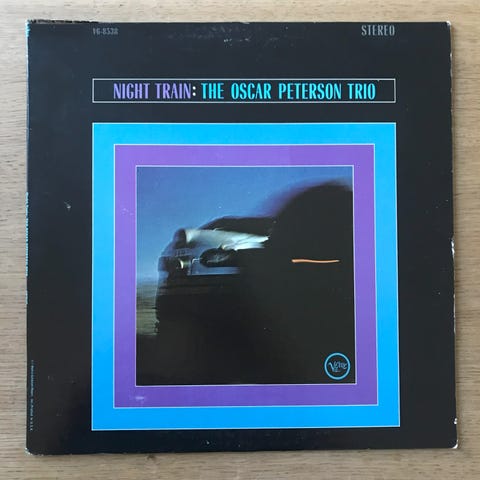 V6-8538
STEREO
NIGHT TRAIN: THE OSCAR PETERSON TRIO
Verve